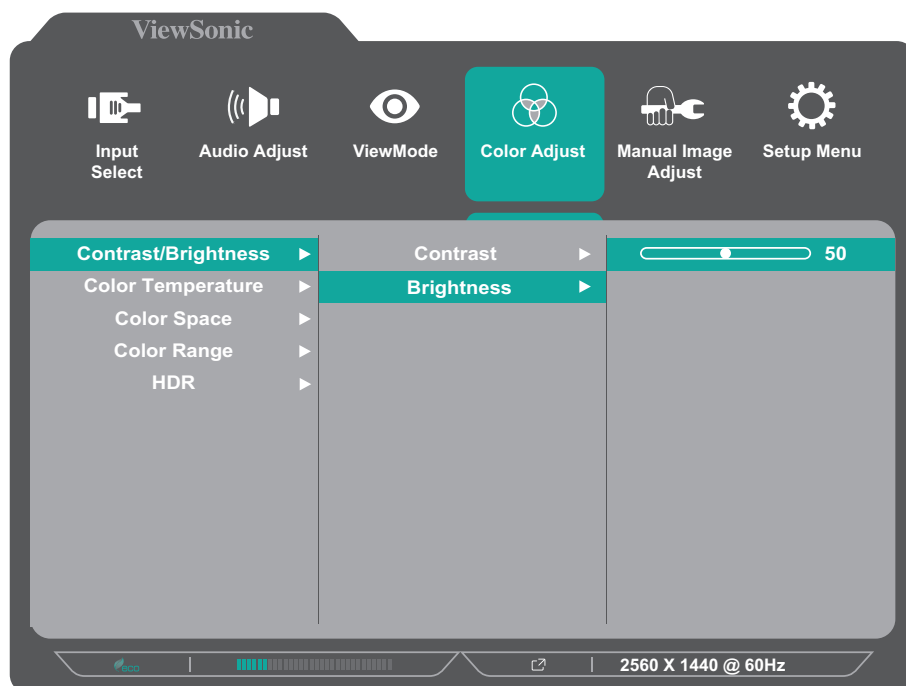 ViewSonic
Input
Select
Audio Adjust
ViewMode
Color Adjust
Manual Image
Adjust
Setup Menu
Contrast/Brightness
Contrast
50
Color Temperature
Brightness
Color Space
Color Range
HDR
eco
2560 X 1440 @ 60Hz